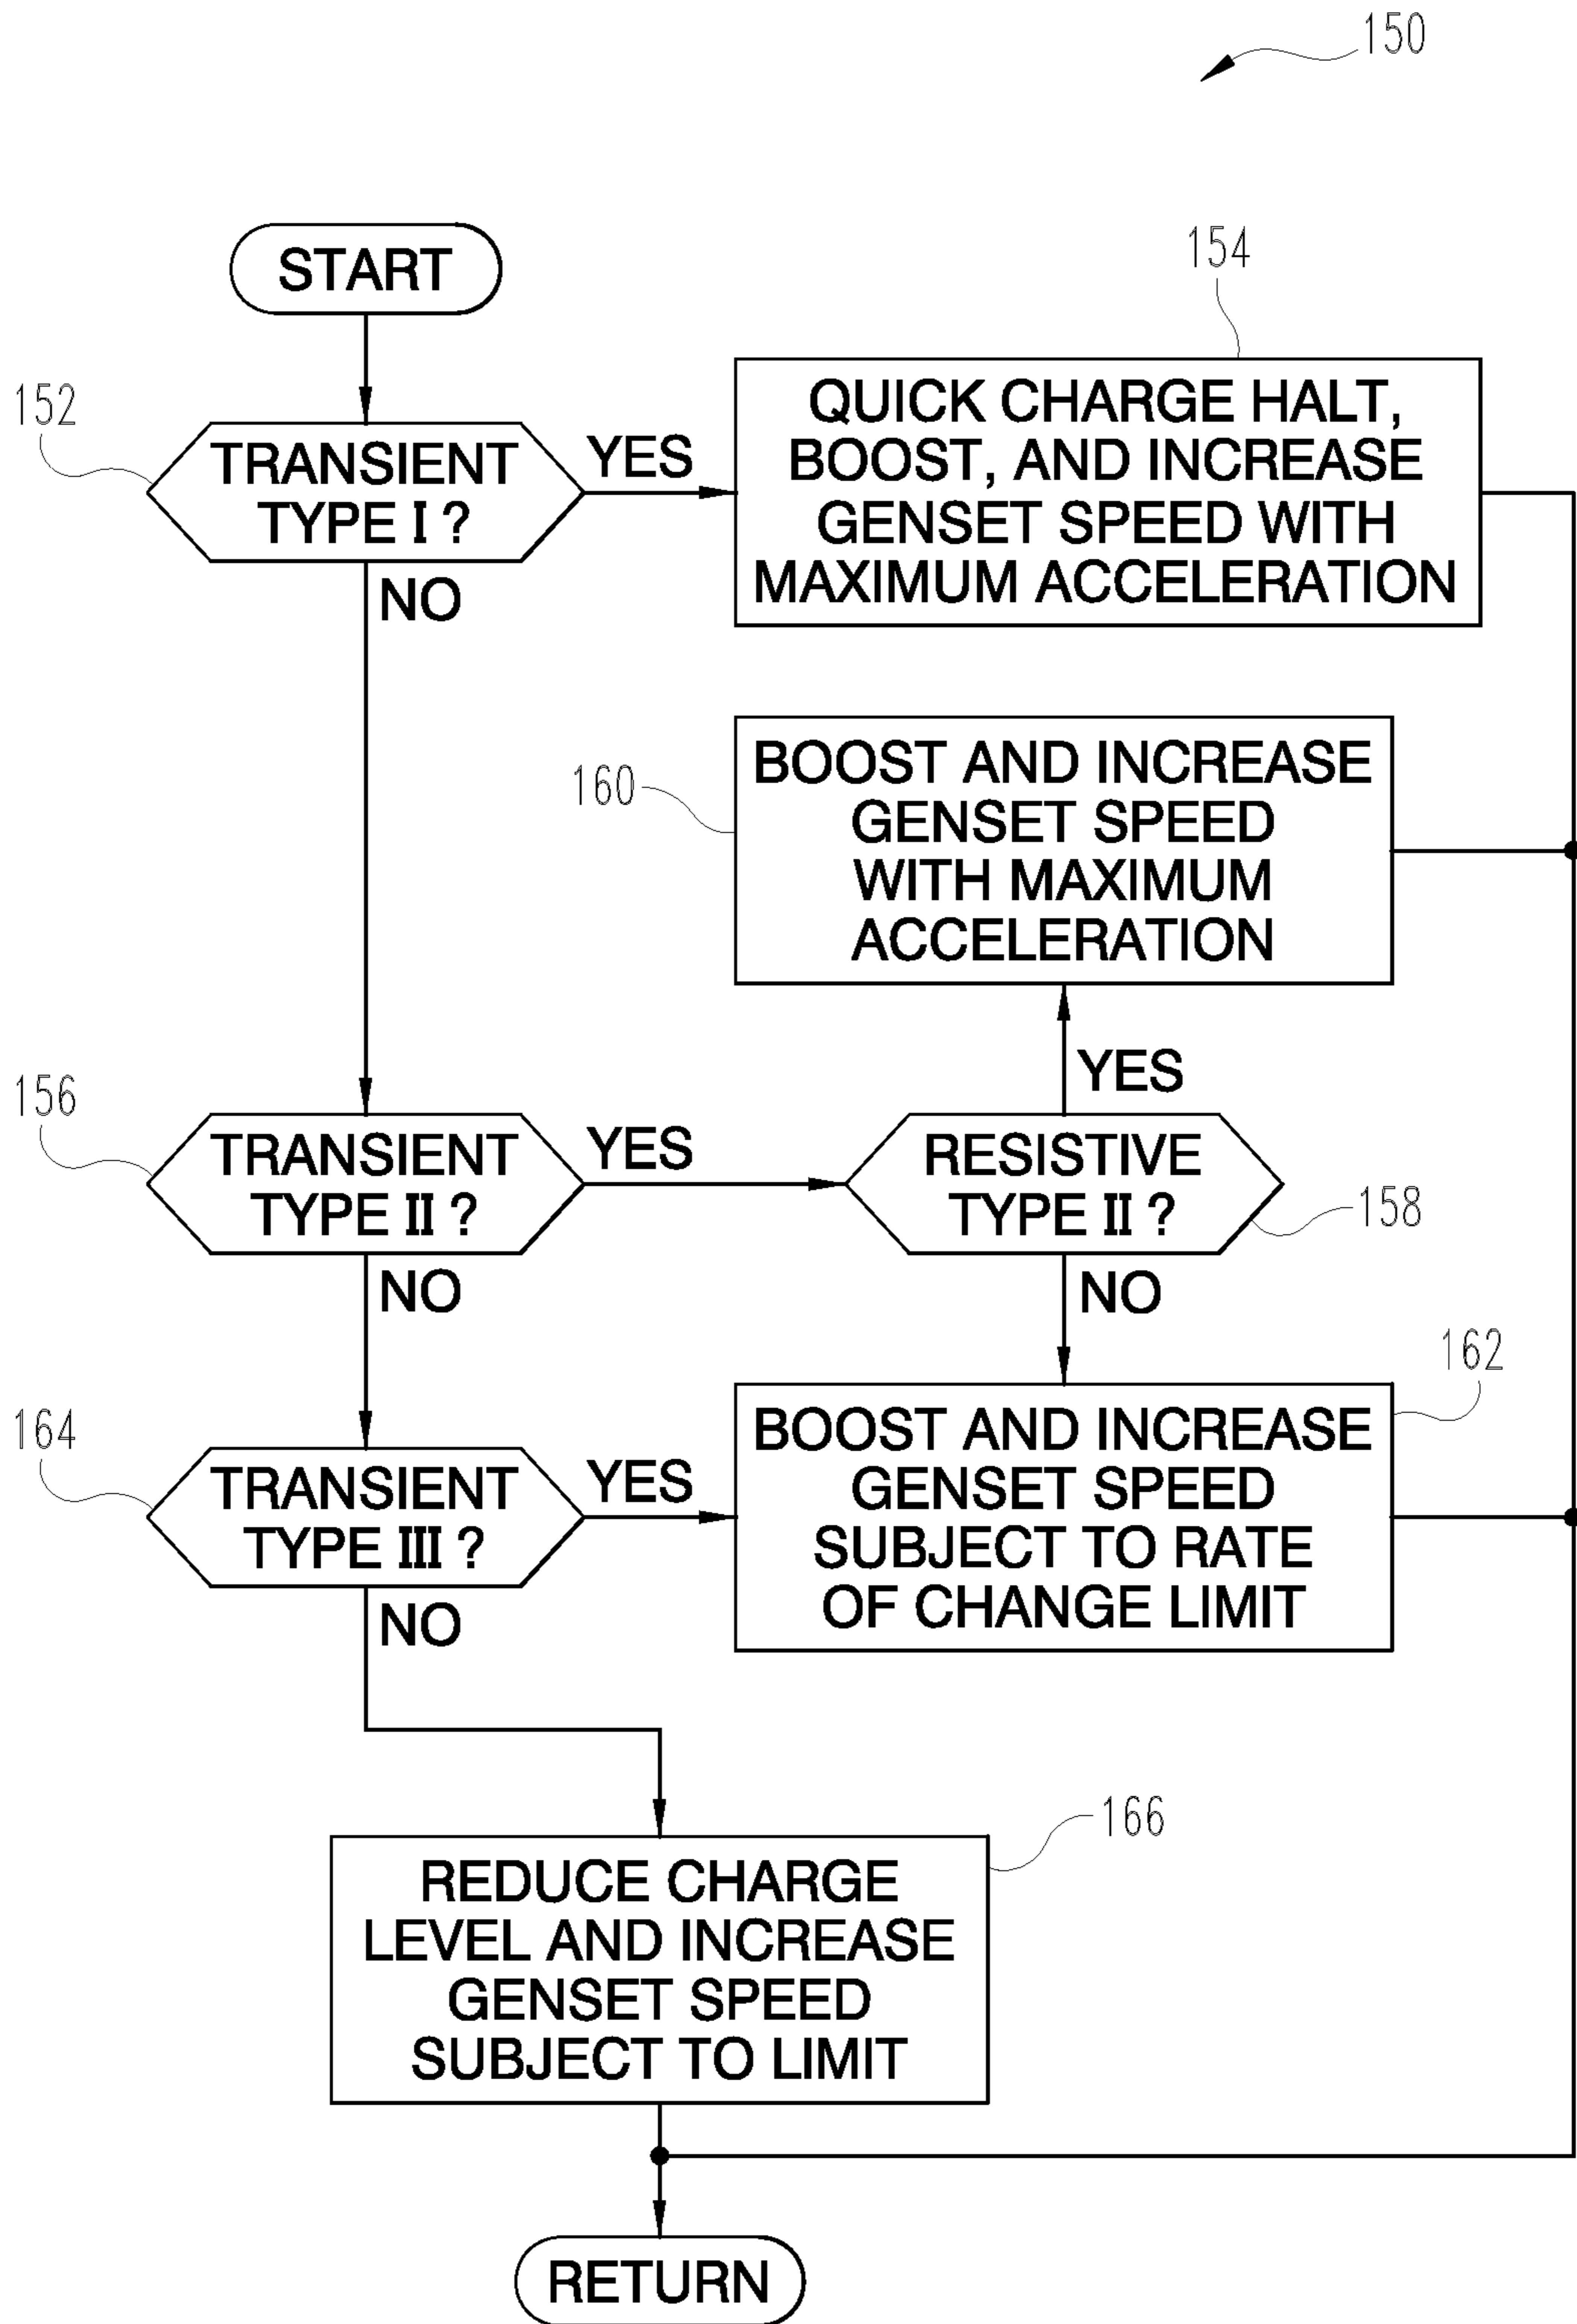 150
START
154
152
TRANSIENT
TYPE I ?
YES
NO
QUICK CHARGE HALT,
BOOST, AND INCREASE
GENSET SPEED WITH
MAXIMUM ACCELERATION
160
BOOST AND INCREASE
GENSET SPEED
WITH MAXIMUM
ACCELERATION
YES
156
TRANSIENT
TYPE II ?
YES
NO
RESISTIVE
TYPE II ?
158
NO
162
164
TRANSIENT
TYPE III ?
YES
NO
BOOST AND INCREASE
GENSET SPEED
SUBJECT TO RATE
OF CHANGE LIMIT
166
REDUCE CHARGE
LEVEL AND INCREASE
GENSET SPEED
SUBJECT TO LIMIT
RETURN